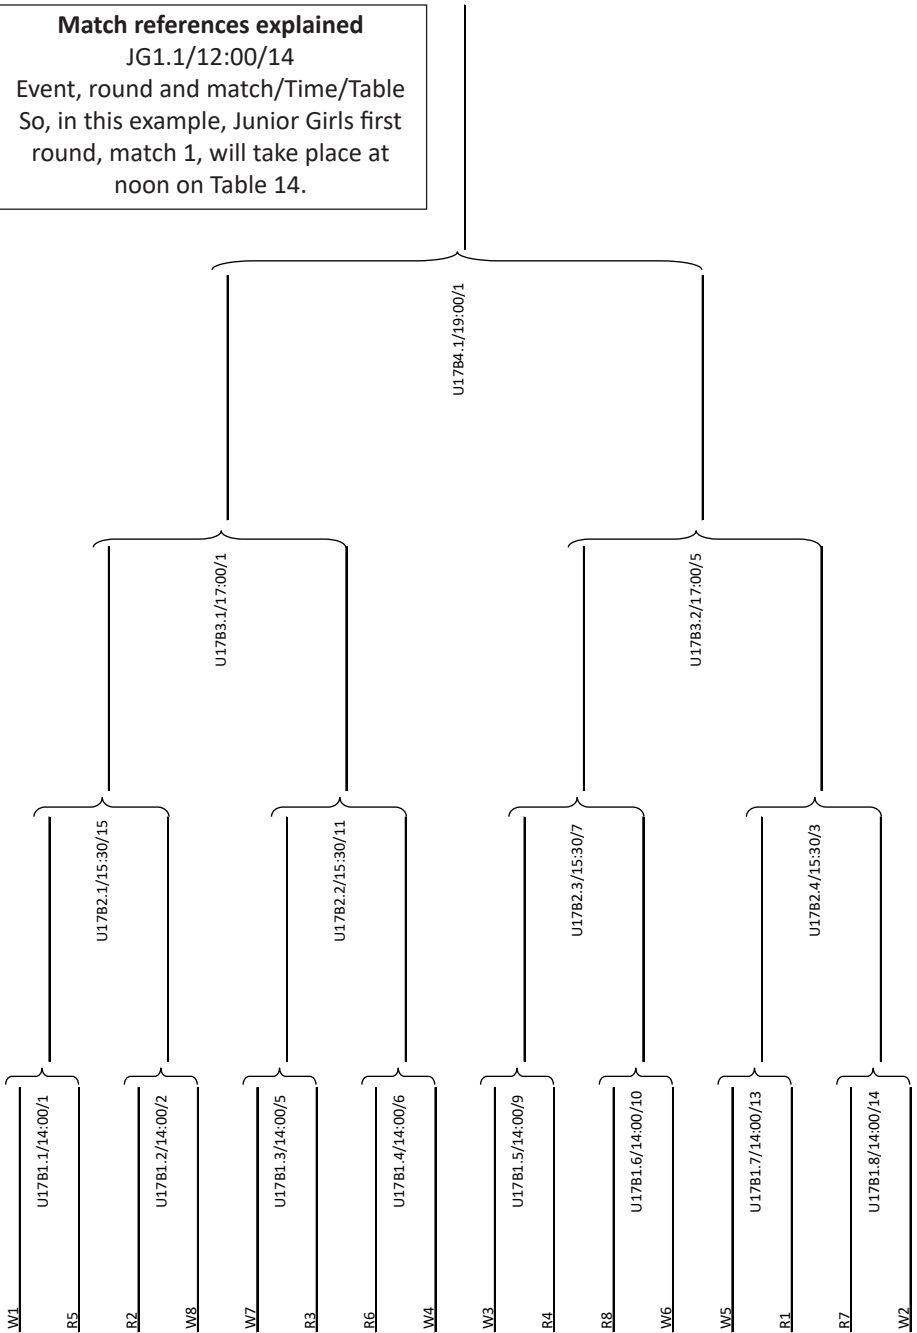 Match references explained
JG1.1/12:00/14
Event, round and match/Time/Table
So, in this example, Junior Girls first
round, match 1, will take place at
noon on Table 14.
U17B4.1/19:00/1
U17B3.1/17:00/1
U17B3.2/17:00/5
U17B2.1/15:30/15
U17B2.2/15:30/11
U17B2.3/15:30/7
U17B2.4/15:30/3
U17B1.1/14:00/1
U17B1.2/14:00/2
U17B1.3/14:00/5
U17B1.4/14:00/6
U17B1.5/14:00/9
U17B1.6/14:00/10
U17B1.7/14:00/13
U17B1.8/14:00/14
W1
R5
R2
W8
W7
R3
R6
W4
W3
R4
R8
W6
W5
R1
R7
W2